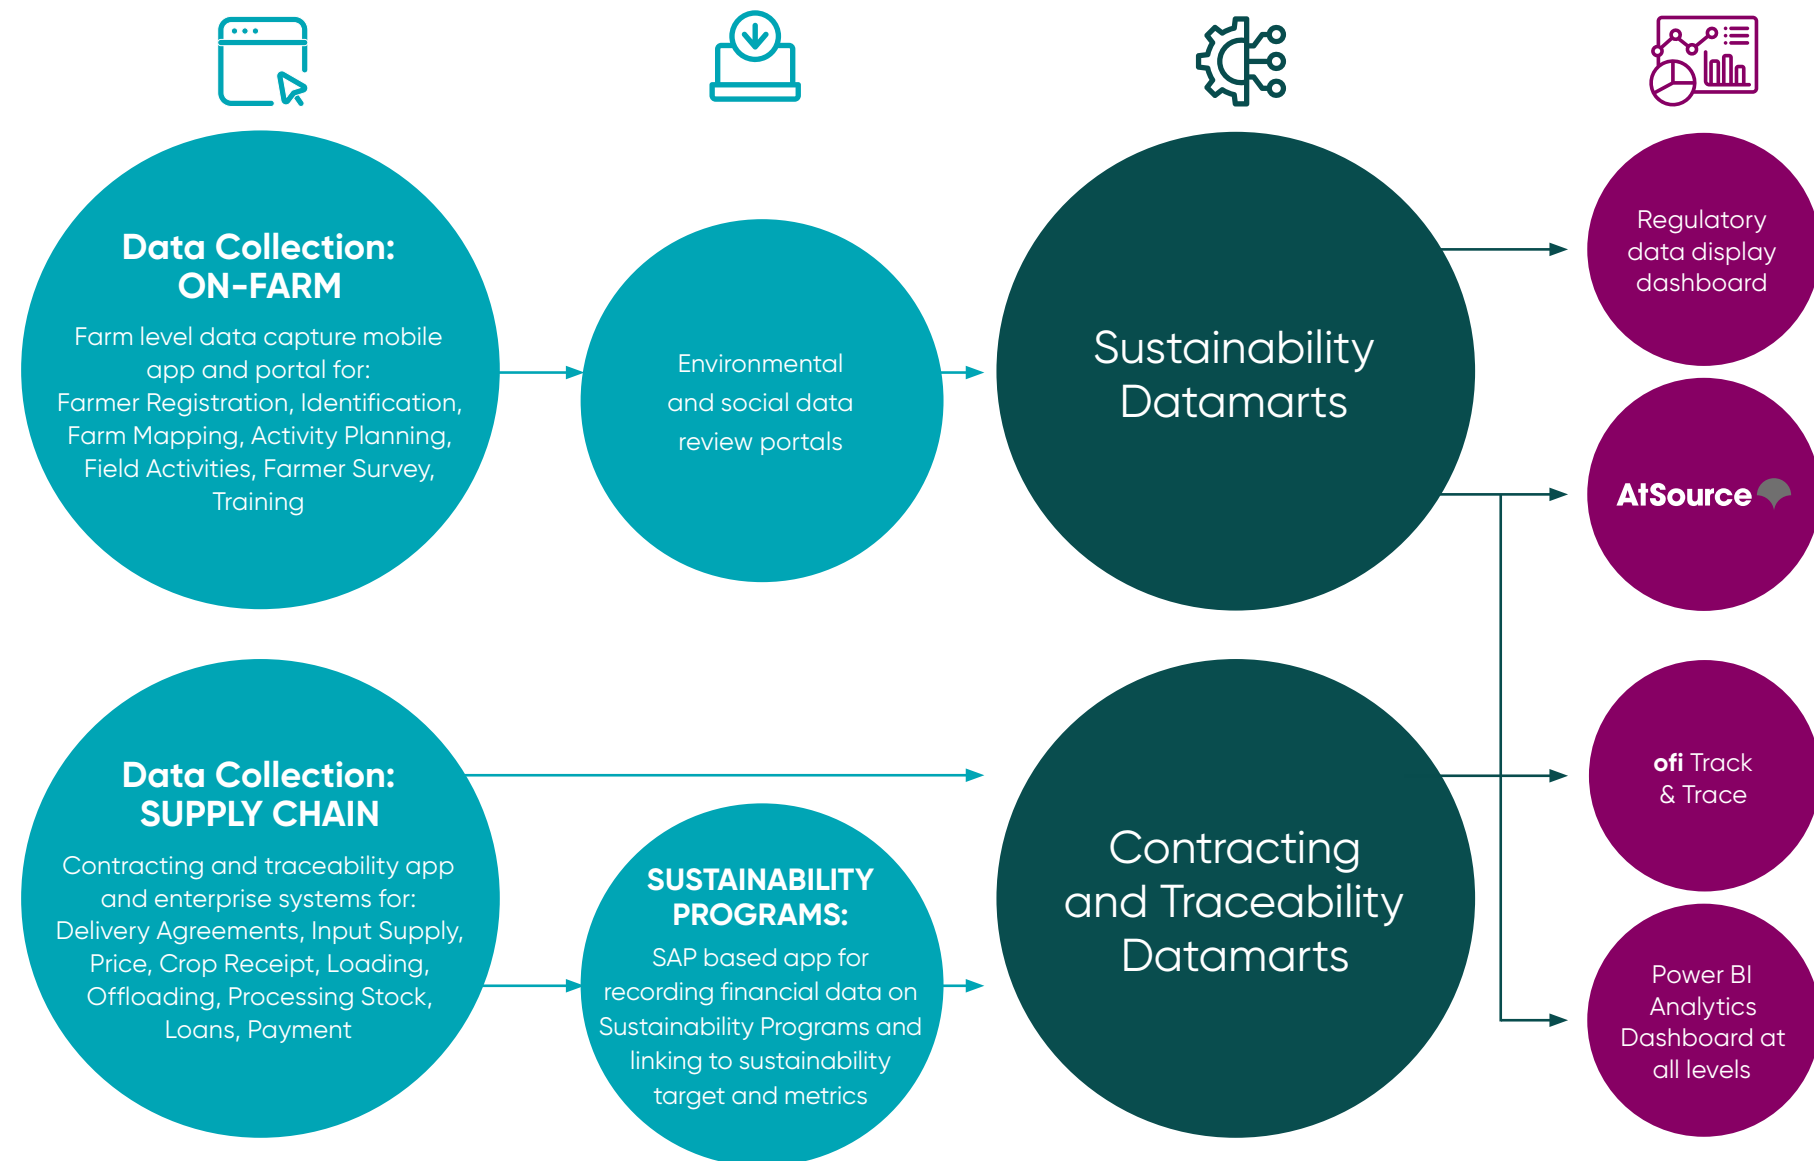 Data Collection:
ON-FARM
Farm level data capture mobile
app and portal for:
Farmer Registration, Identification,
Farm Mapping, Activity Planning,
Field Activities, Farmer Survey,
Training
Environmental
and social data
review portals
Sustainability
Datamarts
Regulatory
data display
dashboard
AtSource
Data Collection:
SUPPLY CHAIN
Contracting and traceability app
and enterprise systems for:
Delivery Agreements, Input Supply,
Price, Crop Receipt, Loading,
Offloading, Processing Stock,
Loans, Payment
SUSTAINABILITY
PROGRAMS:
SAP based app for
recording financial data on
Sustainability Programs and
linking to sustainability
target and metrics
Contracting
and Traceability
Datamarts
ofi Track
& Trace
Power BI
Analytics
Dashboard at
all levels